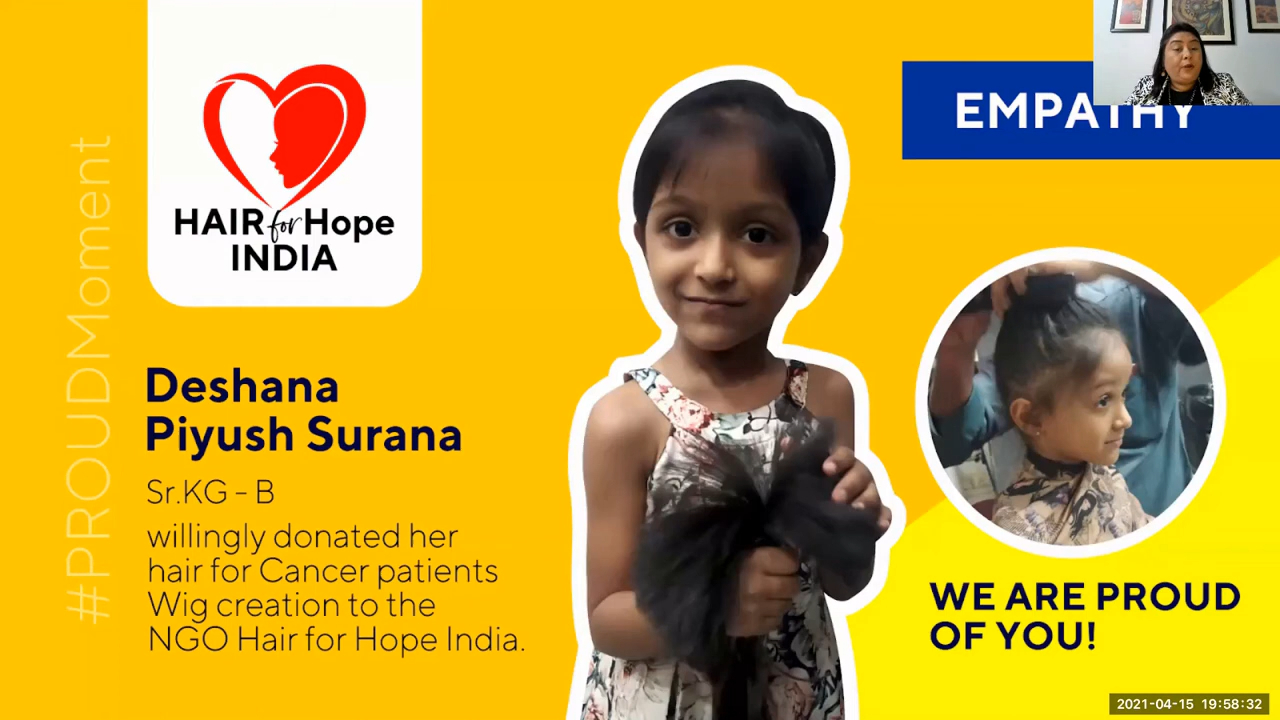 #PROUDMoment
HAIR for Hope
INDIA
Deshana
Piyush Surana
Sr.KG - B
willingly donated her
hair for Cancer patients
Wig creation to the
NGO Hair for Hope India.
EMPATHY
WE ARE PROUD
OF YOU!
2021-04-15 19:58:32